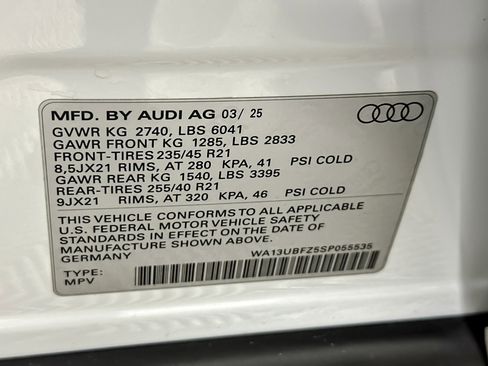 MFD. BY AUDI AG 03/ 25
GVWR KG 2740, LBS 6041
GAWR FRONT KG 1285, LBS 2833
FRONT-TIRES 235/45 R21
8,5JX21 RIMS, AT 280 KPA, 41 PSI COLD
GAWR REAR KG 1540, LBS 3395
REAR-TIRES 255/40 R21
9JX21 RIMS, AT 320 KPA, 46 PSI COLD
THIS VEHICLE CONFORMS TO ALL APPLICABLE
U.S. FEDERAL MOTOR VEHICLE SAFETY
STANDARDS IN EFFECT ON THE DATE OF
MANUFACTURE SHOWN ABOVE.
GERMANY
WA13UBFZ5SP055535
TYPE:
MPV